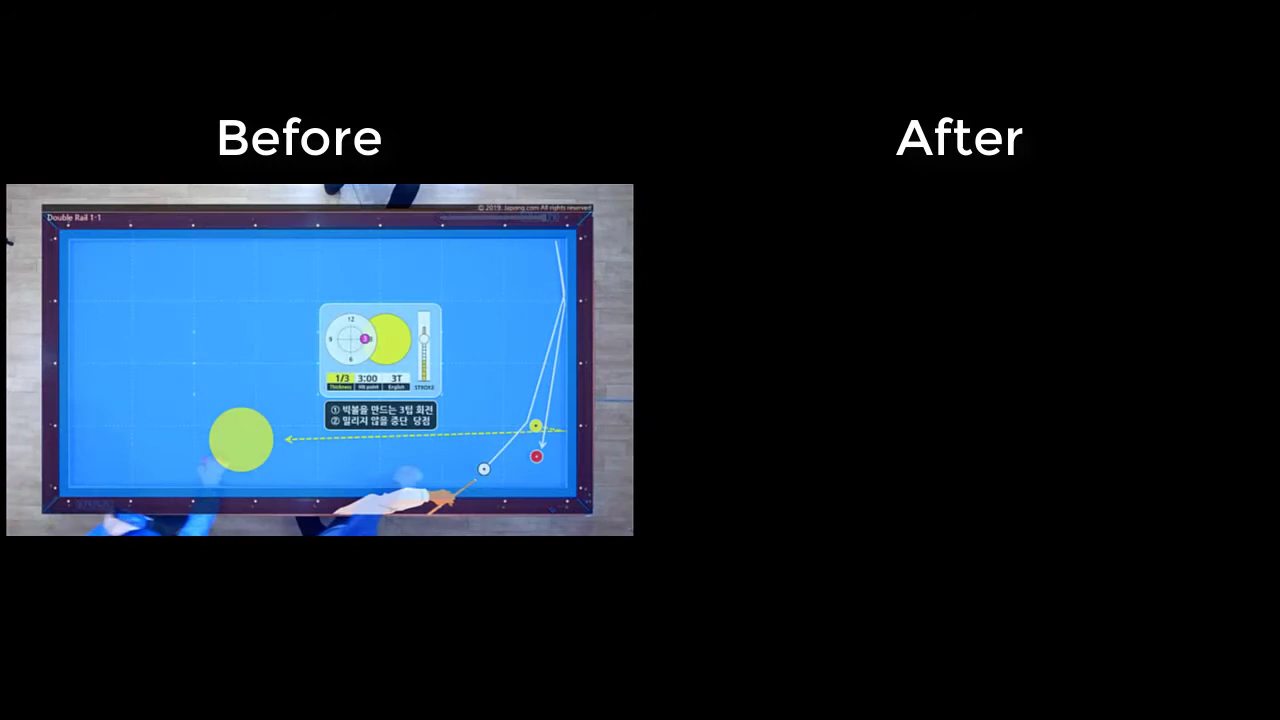 Before
After
© 2019. Japong.com All rights reserved
Double Rail 1-1
12
9
3
6
1/3
3:00
3T
Thickness
Hit point
English
STROKE
① 빅볼을 만드는 3팁 회전
② 밀리지 않을 중단 당점